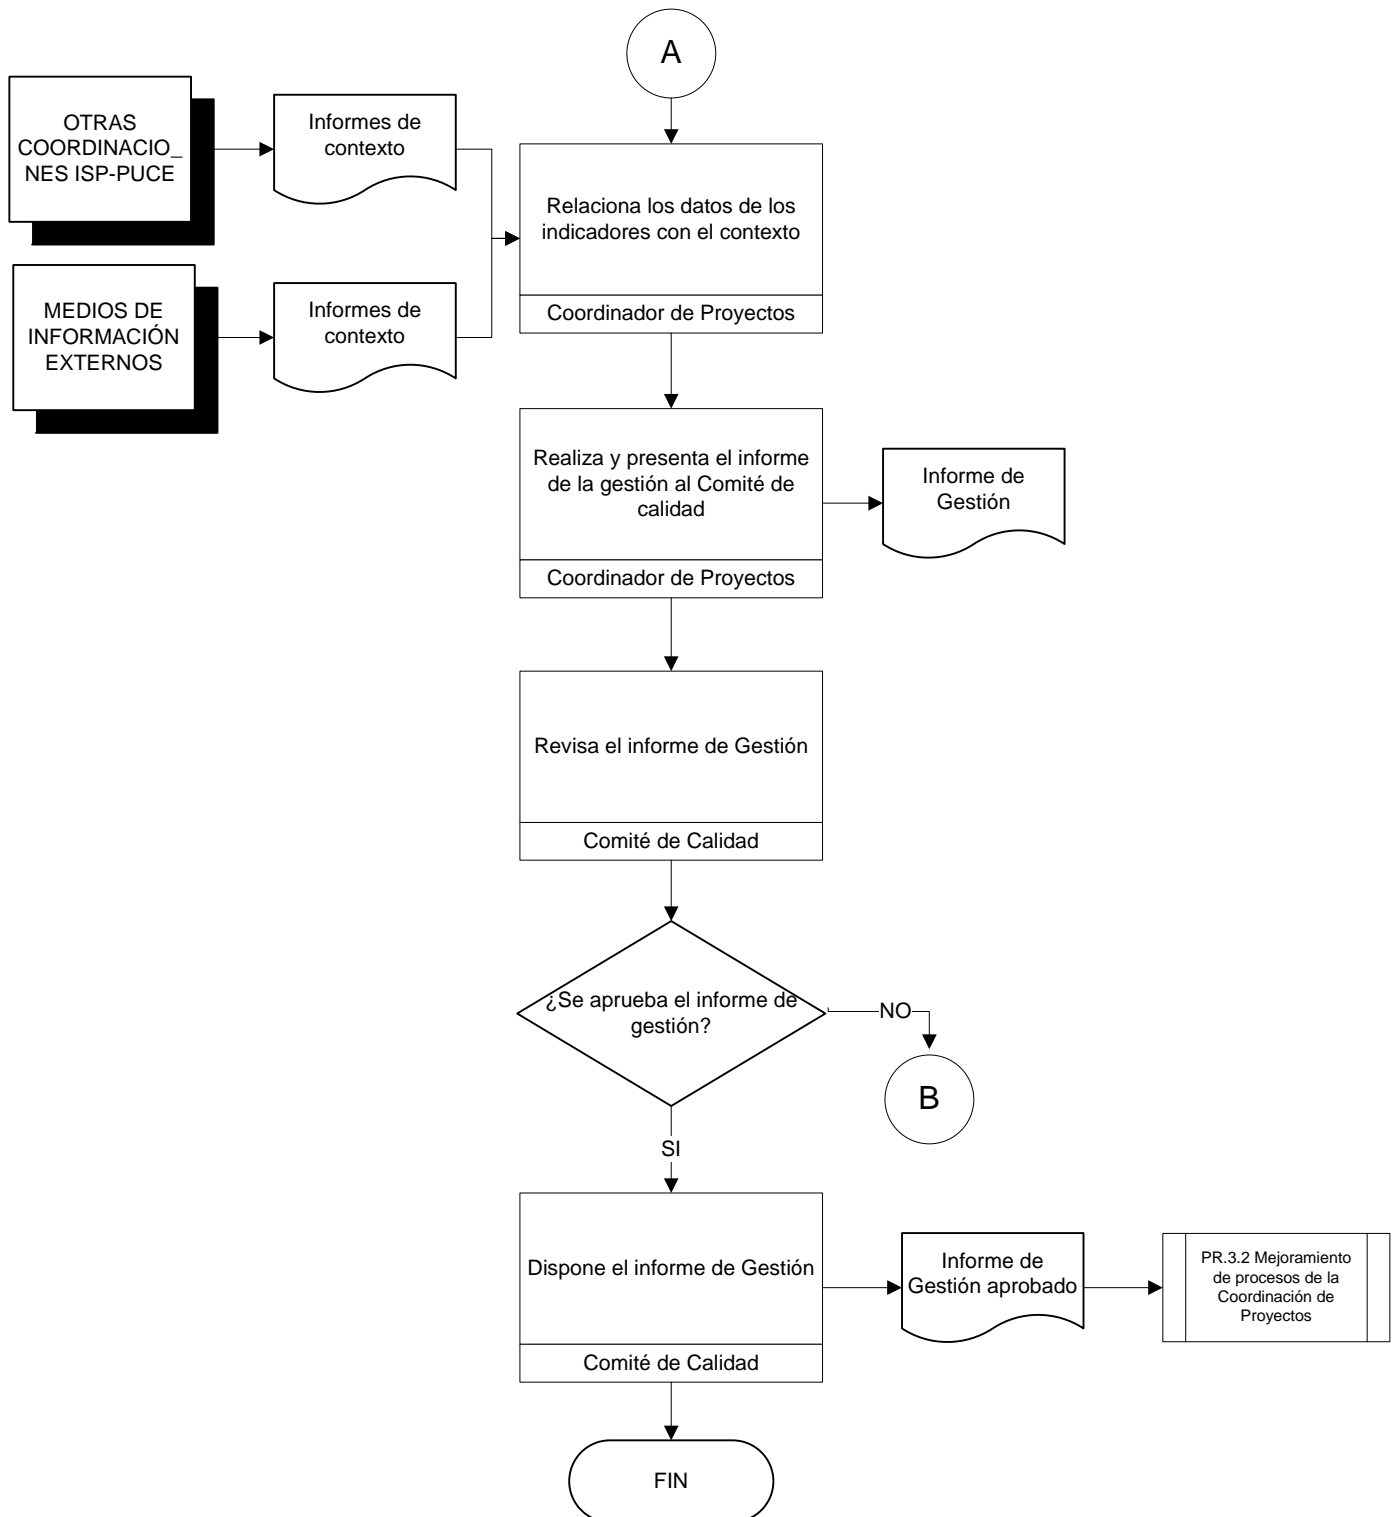 A
OTRAS
COORDINACIO_
NES ISP-PUCE
Informes de
contexto
Relaciona los datos de los
indicadores con el contexto
Coordinador de Proyectos
MEDIOS DE
INFORMACIÓN
EXTERNOS
Informes de
contexto
Realiza y presenta el informe
de la gestión al Comité de
calidad
Coordinador de Proyectos
Informe de
Gestión
Revisa el informe de Gestión
Comité de Calidad
¿Se aprueba el informe de
gestión?
NO
B
SI
Dispone el informe de Gestión
Comité de Calidad
Informe de
Gestión aprobado
PR.3.2 Mejoramiento
de procesos de la
Coordinación de
Proyectos
FIN